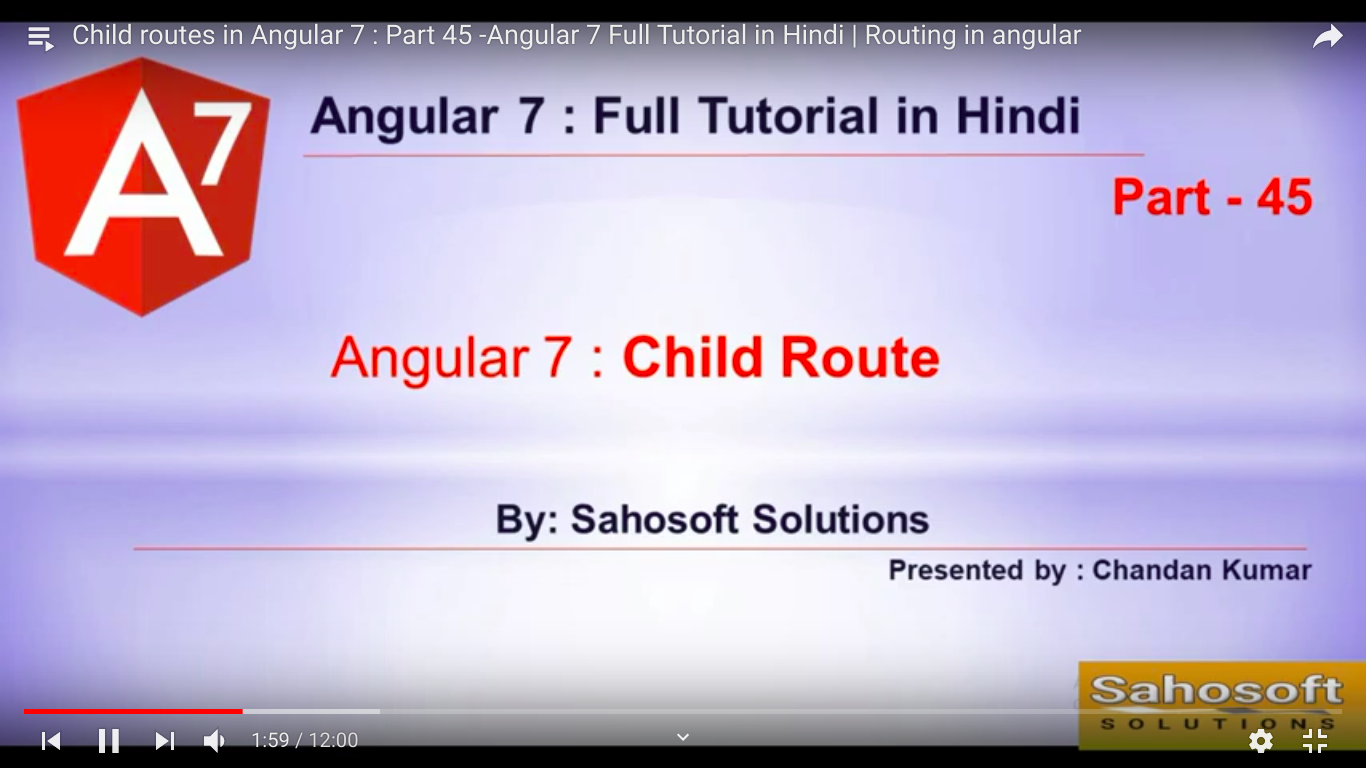 Child routes in Angular 7 : Part 45 -Angular 7 Full Tutorial in Hindi | Routing in angular
A7
Angular 7 : Full Tutorial in Hindi
Part - 45
Angular 7 : Child Route
By: Sahosoft Solutions
Presented by : Chandan Kumar
Sahosoft
SOLUTIONS
1:59 / 12:00